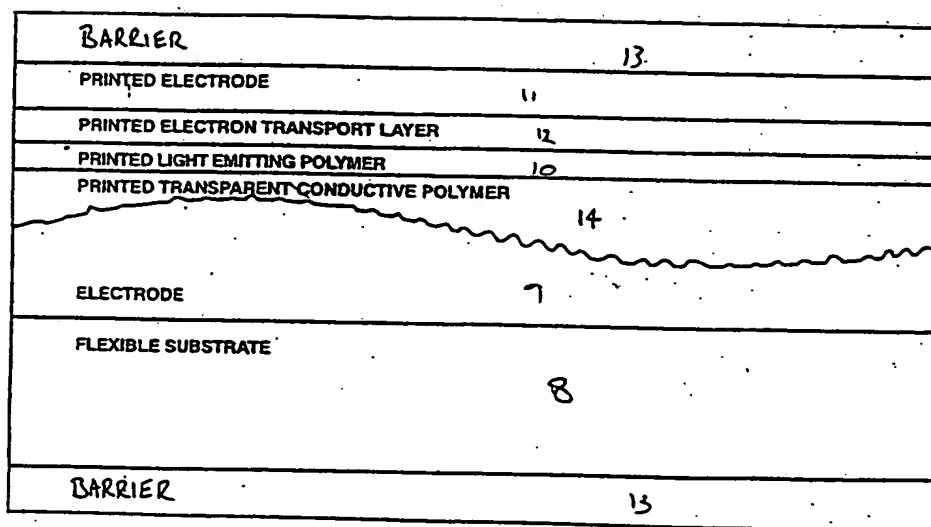 BARRIER 13.
PRINTED ELECTRODE 11
PRINTED ELECTRON TRANSPORT LAYER 12
PRINTED LIGHT EMITTING POLYMER 10
PRINTED TRANSPARENT CONDUCTIVE POLYMER
14
ELECTRODE 7
FLEXIBLE SUBSTRATE
8
BARRIER 13